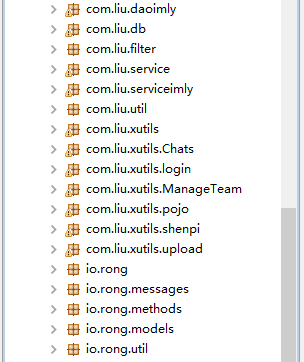 com.liu.daoimly
com.liu.db
com.liu.filter
com.liu.service
com.liu.serviceimly
com.liu.util
com.liu.xutils
com.liu.xutils.Chats
com.liu.xutils.login
com.liu.xutils.ManageTeam
com.liu.xutils.pojo
com.liu.xutils.shenpi
com.liu.xutils.upload
io.rong
io.rong.messages
io.rong.methods
io.rong.models
io.rong.util